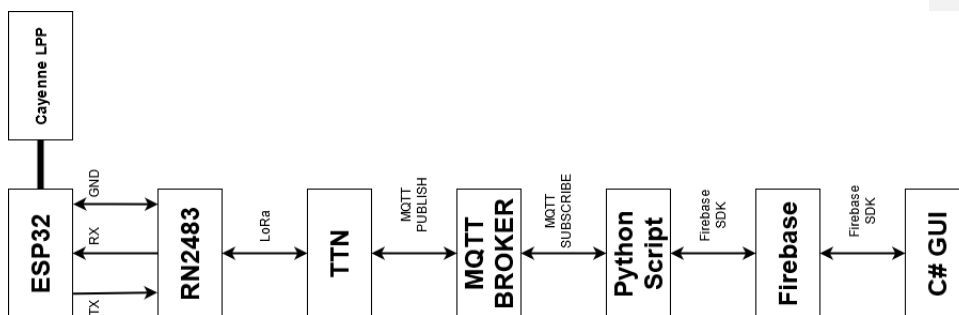 Cayenne LPP
ESP32
GND
RX
TX
RN2483
LoRa
TTN
MQTT
PUBLISH
MQTT
BROKER
MQTT
SUBSCRIBE
Python
Script
Firebase
SDK
Firebase
Firebase
SDK
C# GUI